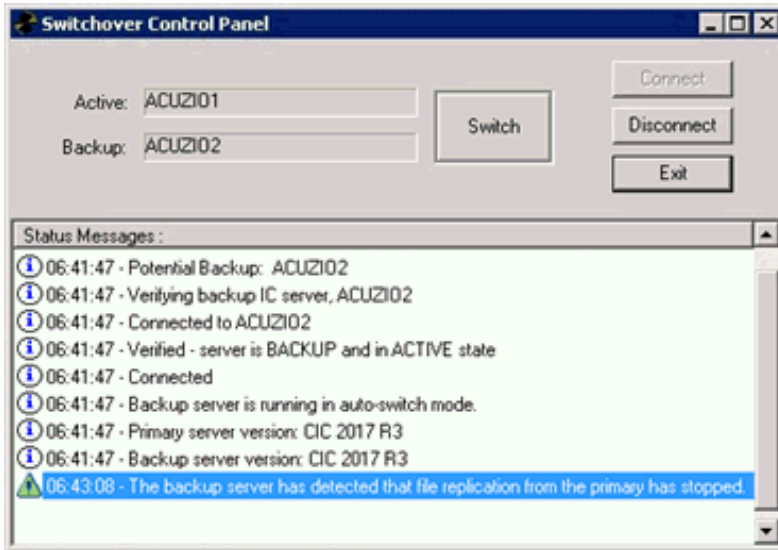 Switchover Control Panel
Active: ACUZIO1
Backup: ACUZIO2
Switch
Connect
Disconnect
Exit
Status Messages :
06:41:47 - Potential Backup: ACUZIO2
06:41:47 - Verifying backup IC server, ACUZIO2
06:41:47 - Connected to ACUZIO2
06:41:47 - Verified - server is BACKUP and in ACTIVE state
06:41:47 - Connected
06:41:47 - Backup server is running in auto-switch mode.
06:41:47 - Primary server version: CIC 2017 R3
06:41:47 - Backup server version: CIC 2017 R3
06:43:08 - The backup server has detected that file replication from the primary has stopped.